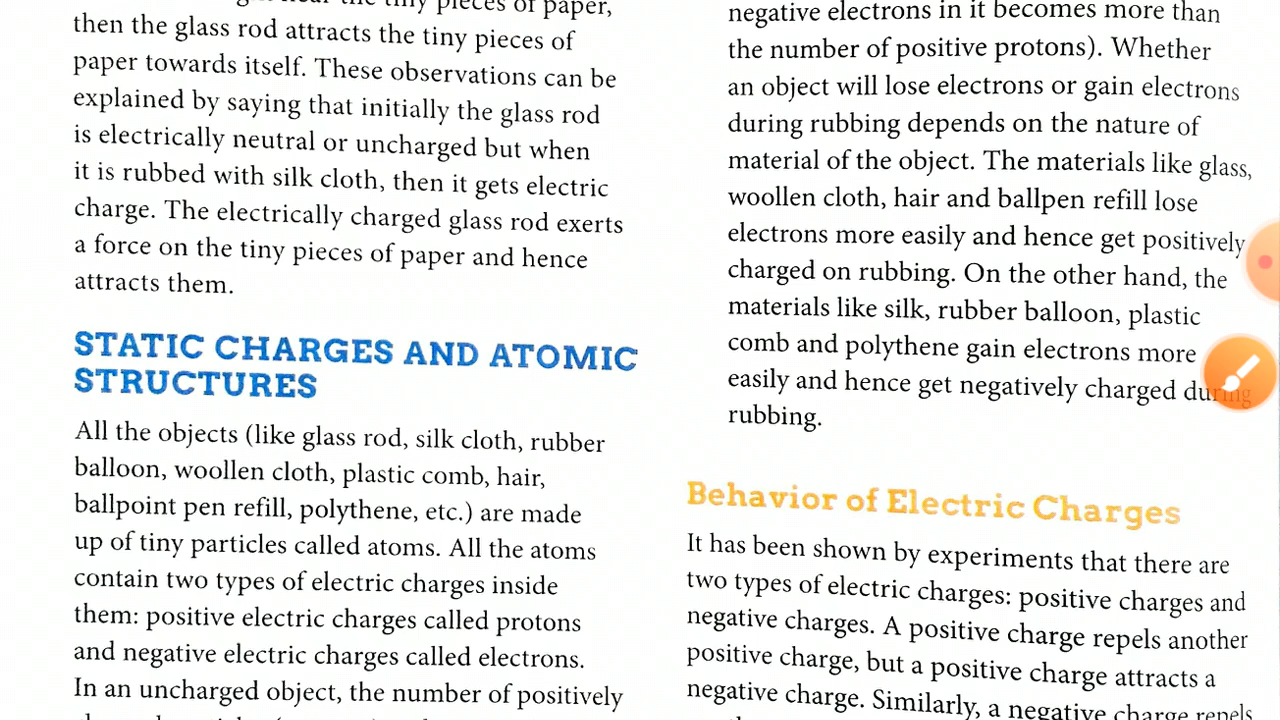 tiny pieces of paper,
then the glass rod attracts the tiny pieces of
paper towards itself. These observations can be
explained by saying that initially the glass rod
is electrically neutral or uncharged but when
it is rubbed with silk cloth, then it gets electric
charge. The electrically charged glass rod exerts
a force on the tiny pieces of paper and hence
attracts them.
STATIC CHARGES AND ATOMIC
STRUCTURES
All the objects (like glass rod, silk cloth, rubber
balloon, woollen cloth, plastic comb, hair,
ballpoint pen refill, polythene, etc.) are made
up of tiny particles called atoms. All the atoms
contain two types of electric charges inside
them: positive electric charges called protons
and negative electric charges called electrons.
In an uncharged object, the number of positively
negative electrons in it becomes more than
the number of positive protons). Whether
an object will lose electrons or gain electrons
during rubbing depends on the nature of
material of the object. The materials like glass,
woollen cloth, hair and ballpen refill lose
electrons more easily and hence get positively
charged on rubbing. On the other hand, the
materials like silk, rubber balloon, plastic
comb and polythene gain electrons more
easily and hence get negatively charged during
rubbing.
Behavior of Electric Charges
It has been shown by experiments that there are
two types of electric charges: positive charges and
negative charges. A positive charge repels another
positive charge, but a positive charge attracts a
negative charge. Similarly, a negative charge repels